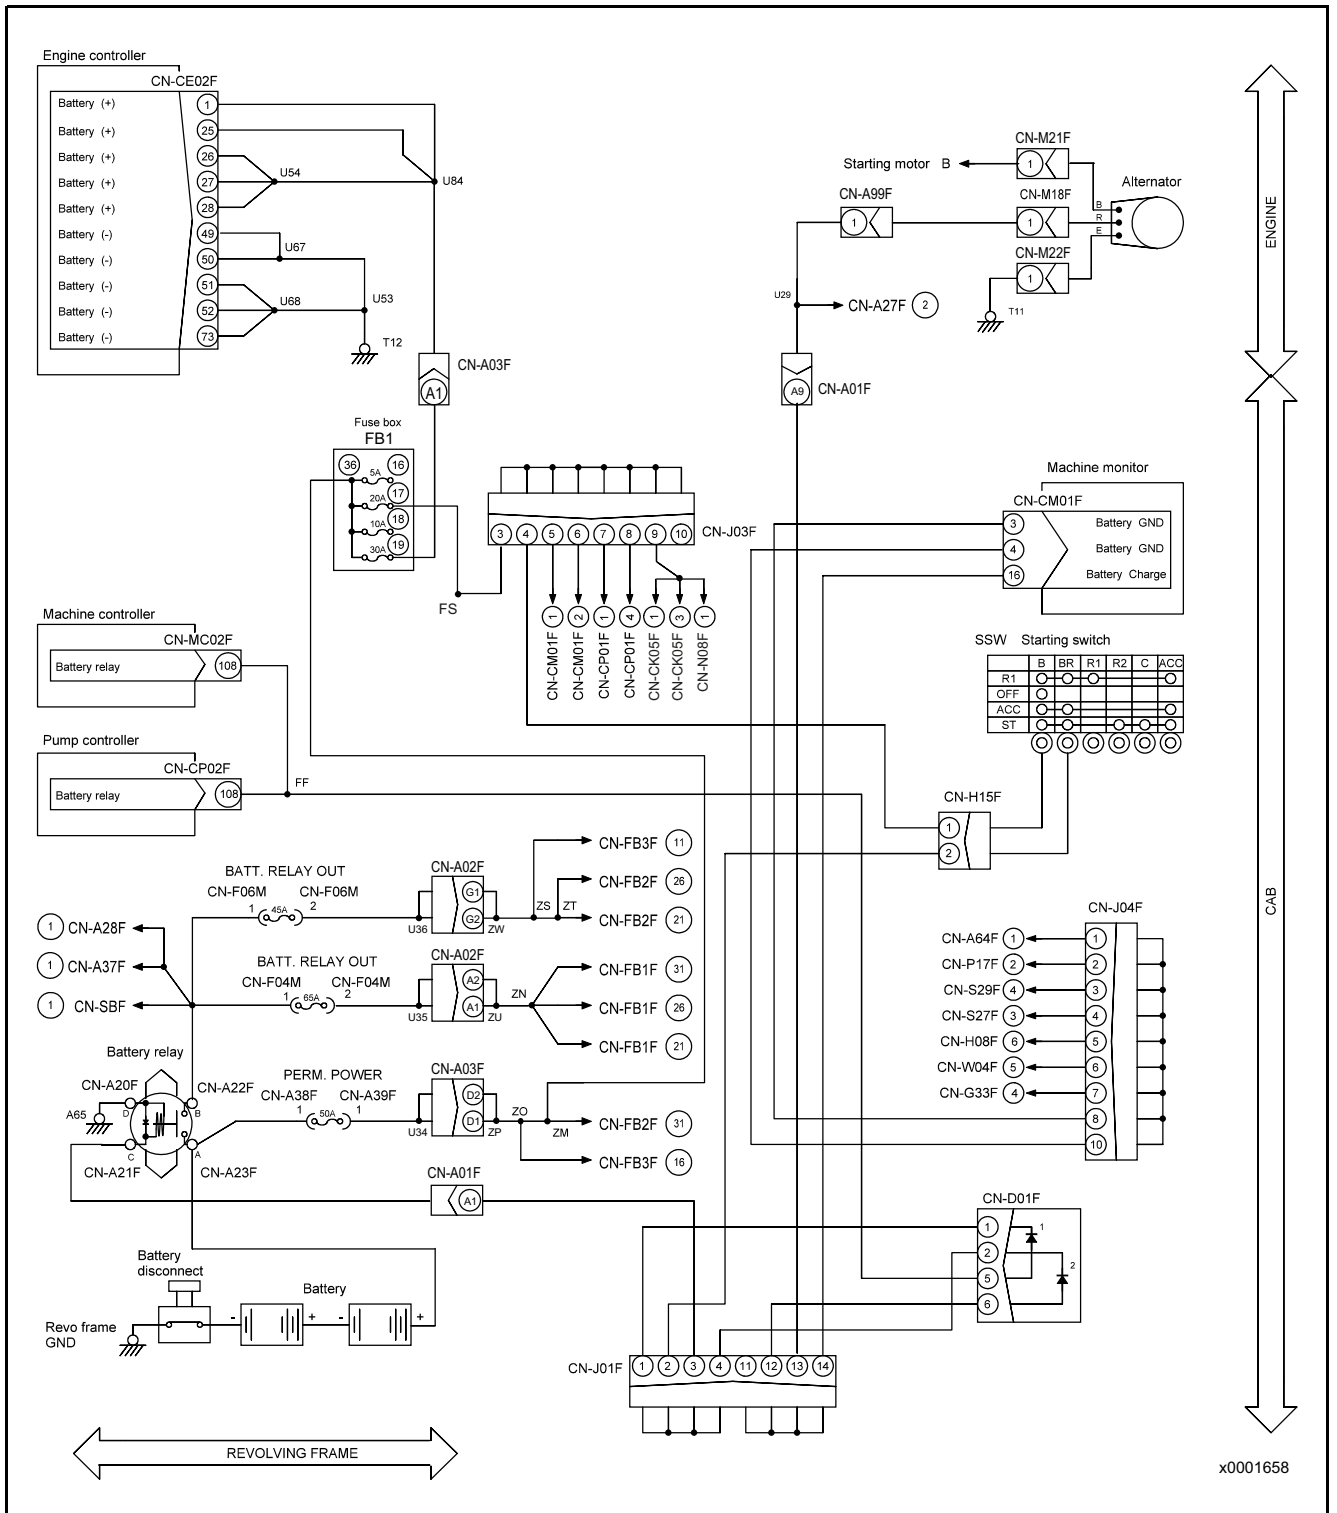 Engine controller
CN-CE02F
Battery (+) 1
Battery (+) 25
Battery (+) 26
Battery (+) 27
Battery (+) 28
Battery (-) 49
Battery (-) 50
Battery (-) 51
Battery (-) 52
Battery (-) 73
U54
U84
U67
U68
U53
T12
CN-A03F
A1
Fuse box
FB1
36 16
5A
17
20A
18
10A
19
30A
FS
CN-M21F
Starting motor B 1
Alternator
CN-A99F
1
CN-M18F
1
B
R
E
CN-M22F
1
T11
U29
CN-A27F 2
A9 CN-A01F
ENGINE
CAB
3 4 5 6 7 8 9 10 CN-J03F
1 2 1 4 1 3 1
CN-CM01F
CN-CM01F
CN-CP01F
CN-CP01F
CN-CK05F
CN-CK05F
CN-N08F
Machine monitor
CN-CM01F
3 Battery GND
4 Battery GND
16 Battery Charge
SSW Starting switch
B BR R1 R2 C ACC
R1
OFF
ACC
ST
CN-H15F
1
2
Machine controller
CN-MC02F
Battery relay 108
Pump controller
CN-CP02F
Battery relay 108
FF
BATT. RELAY OUT
CN-F06M CN-F06M
1 45A 2
CN-A02F
G1
G2
U36 ZW
ZS ZT
CN-FB3F 11
CN-FB2F 26
CN-FB2F 21
1 CN-A28F
1 CN-A37F
1 CN-SBF
BATT. RELAY OUT
CN-F04M CN-F04M
1 65A 2
CN-A02F
A2
A1
U35 ZU
ZN
CN-FB1F 31
CN-FB1F 26
CN-FB1F 21
Battery relay
CN-A20F CN-A22F
A65 D B
C A
CN-A21F CN-A23F
PERM. POWER
CN-A38F CN-A39F
1 50A 1
CN-A03F
D2
D1
U34 ZP
ZO
ZM
CN-FB2F 31
CN-FB3F 16
CN-A01F
A1
CN-J04F
CN-A64F 1 1
CN-P17F 2 2
CN-S29F 4 3
CN-S27F 3 4
CN-H08F 6 5
CN-W04F 5 6
CN-G33F 4 7
8
10
CN-D01F
1 1
2 2
5
6
Battery
disconnect
Battery
- + - +
Revo frame
GND
CN-J01F 1 2 3 4 11 12 13 14
REVOLVING FRAME
x0001658